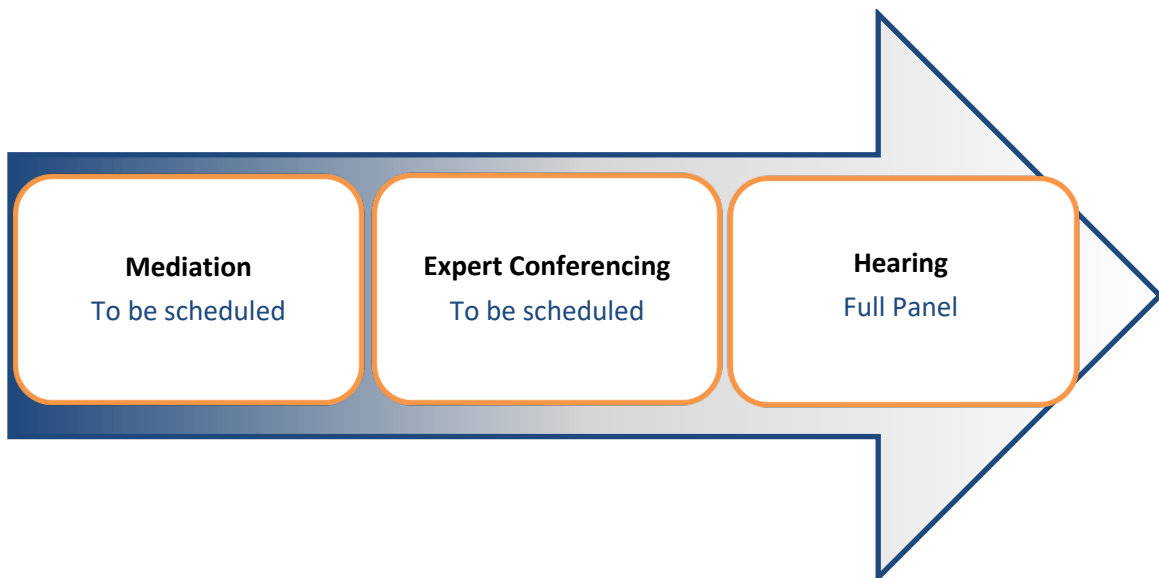 Mediation
To be scheduled
Expert Conferencing
To be scheduled
Hearing
Full Panel